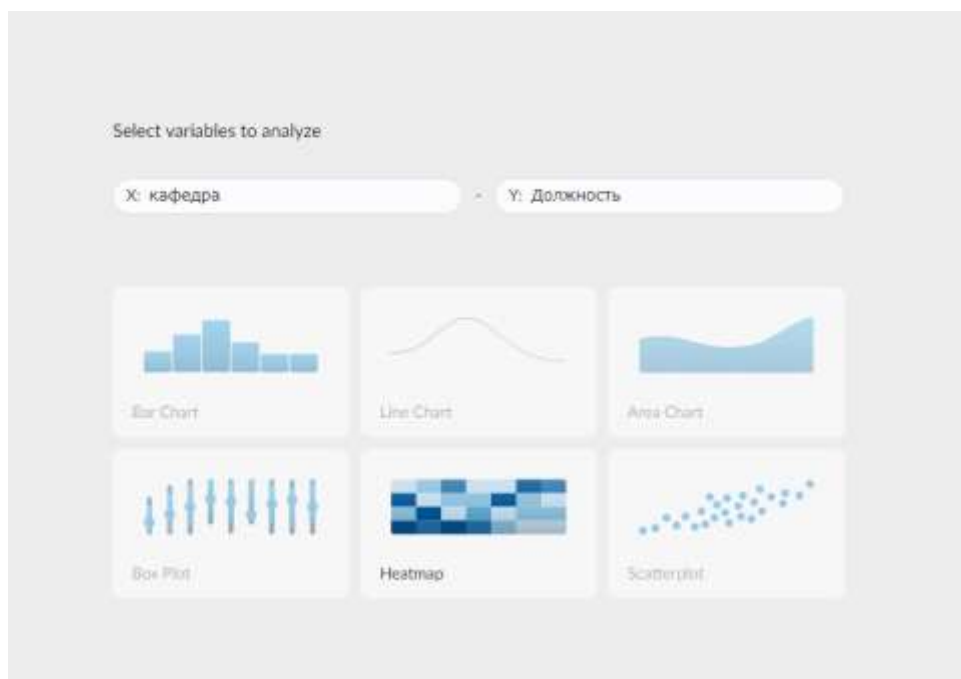 Select variables to analyze
X: кафедра - Y: Должность
Bar Chart Line Chart Area Chart
Box Plot Heatmap Scatterplot